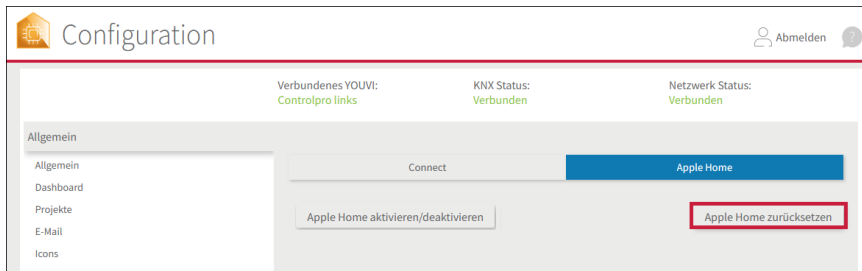 Configuration
Abmelden
?
Verbundenes YOUVI: KNX Status: Netzwerk Status:
Controlpro links Verbunden Verbunden
Allgemein
Allgemein
Dashboard
Projekte
E-Mail
Icons
Connect Apple Home
Apple Home aktivieren/deaktivieren Apple Home zurücksetzen